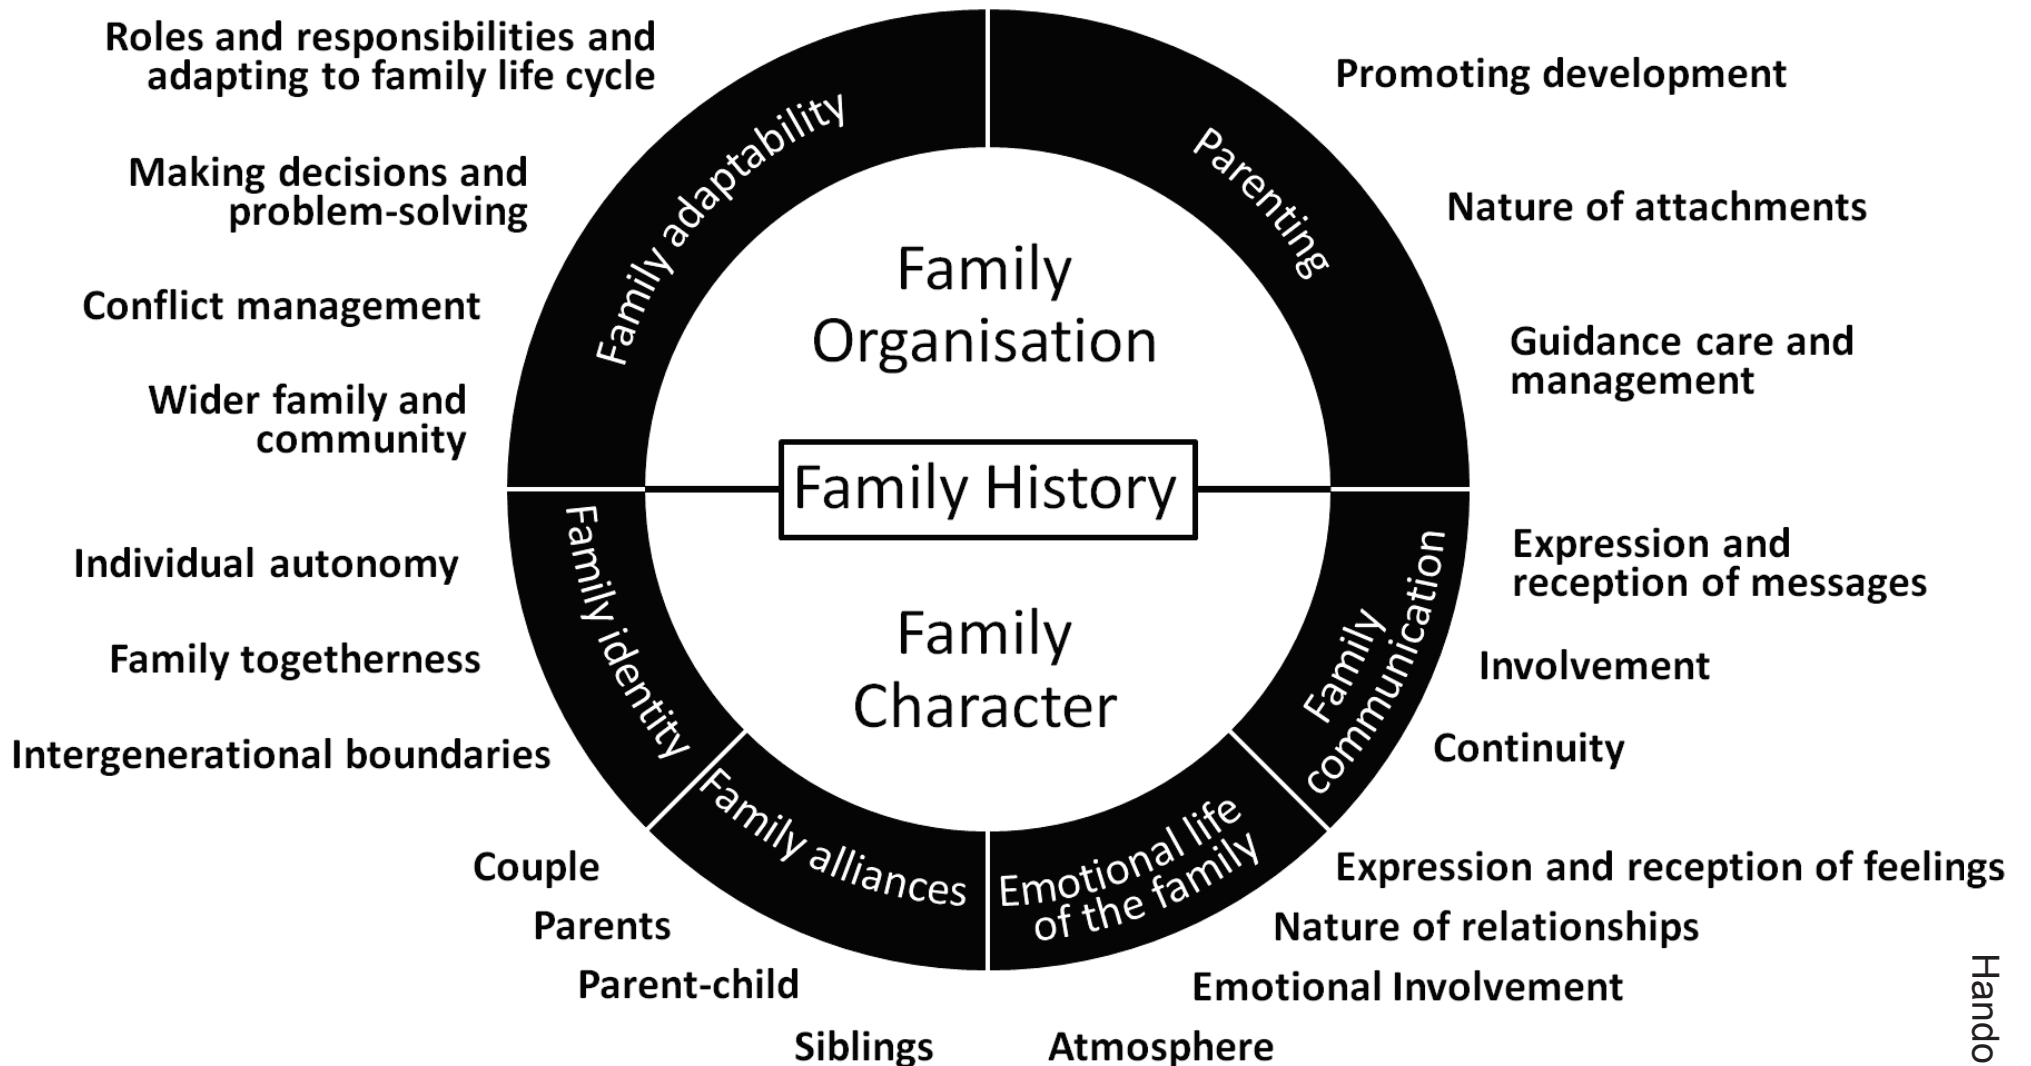 Roles and responsibilities and
adapting to family life cycle
Making decisions and
problem-solving
Conflict management
Wider family and
community
Individual autonomy
Family togetherness
Intergenerational boundaries
Couple
Parents
Parent-child
Siblings
Family adaptability
Family identity
Family alliances
Family
Organisation
Family History
Family
Character
Parenting
Family
communication
Emotional life
of the family
Promoting development
Nature of attachments
Guidance care and
management
Expression and
reception of messages
Involvement
Continuity
Expression and reception of feelings
Nature of relationships
Emotional Involvement
Atmosphere
Hando